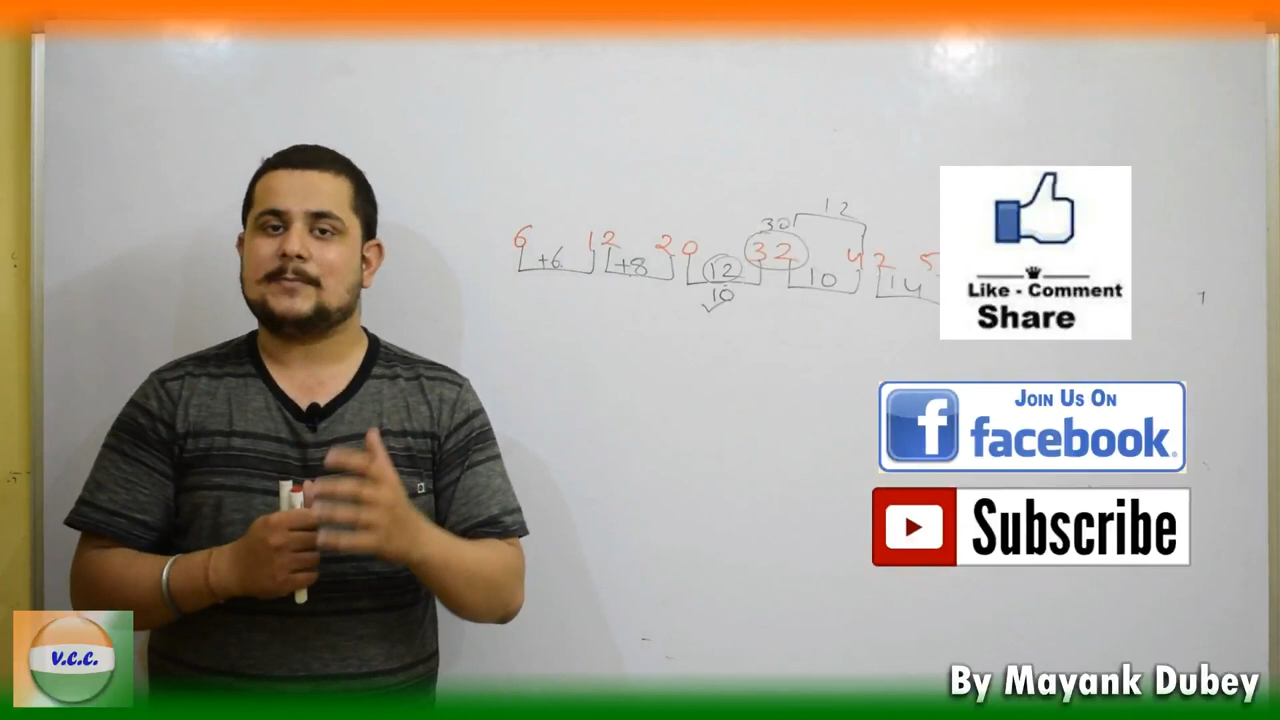 12
30
6 12 20 32 42 5
+6 +8 12 10 14
10
Like - Comment
Share
JOIN US ON
facebook.
Subscribe
V.C.C.
By Mayank Dubey